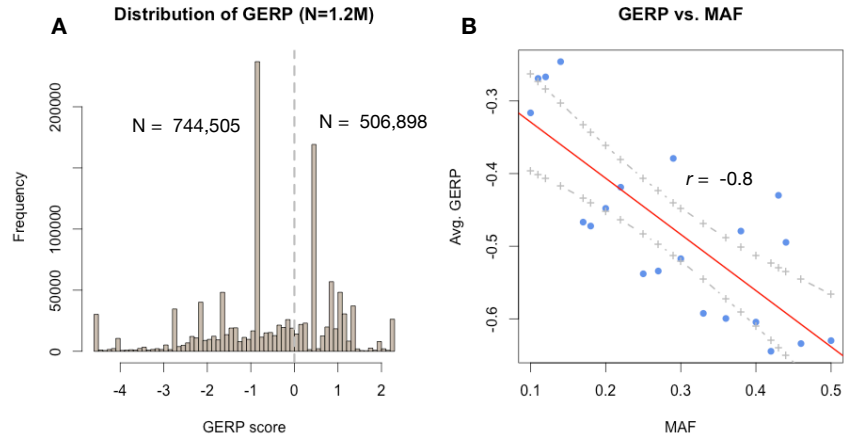 A
Distribution of GERP (N=1.2M)
N = 744,505
N = 506,898
Frequency
200000
100000
50000
0
-4
-3
-2
-1
0
1
2
GERP score
B
GERP vs. MAF
r = -0.8
Avg. GERP
-0.3
-0.4
-0.5
-0.6
0.1
0.2
0.3
0.4
0.5
MAF